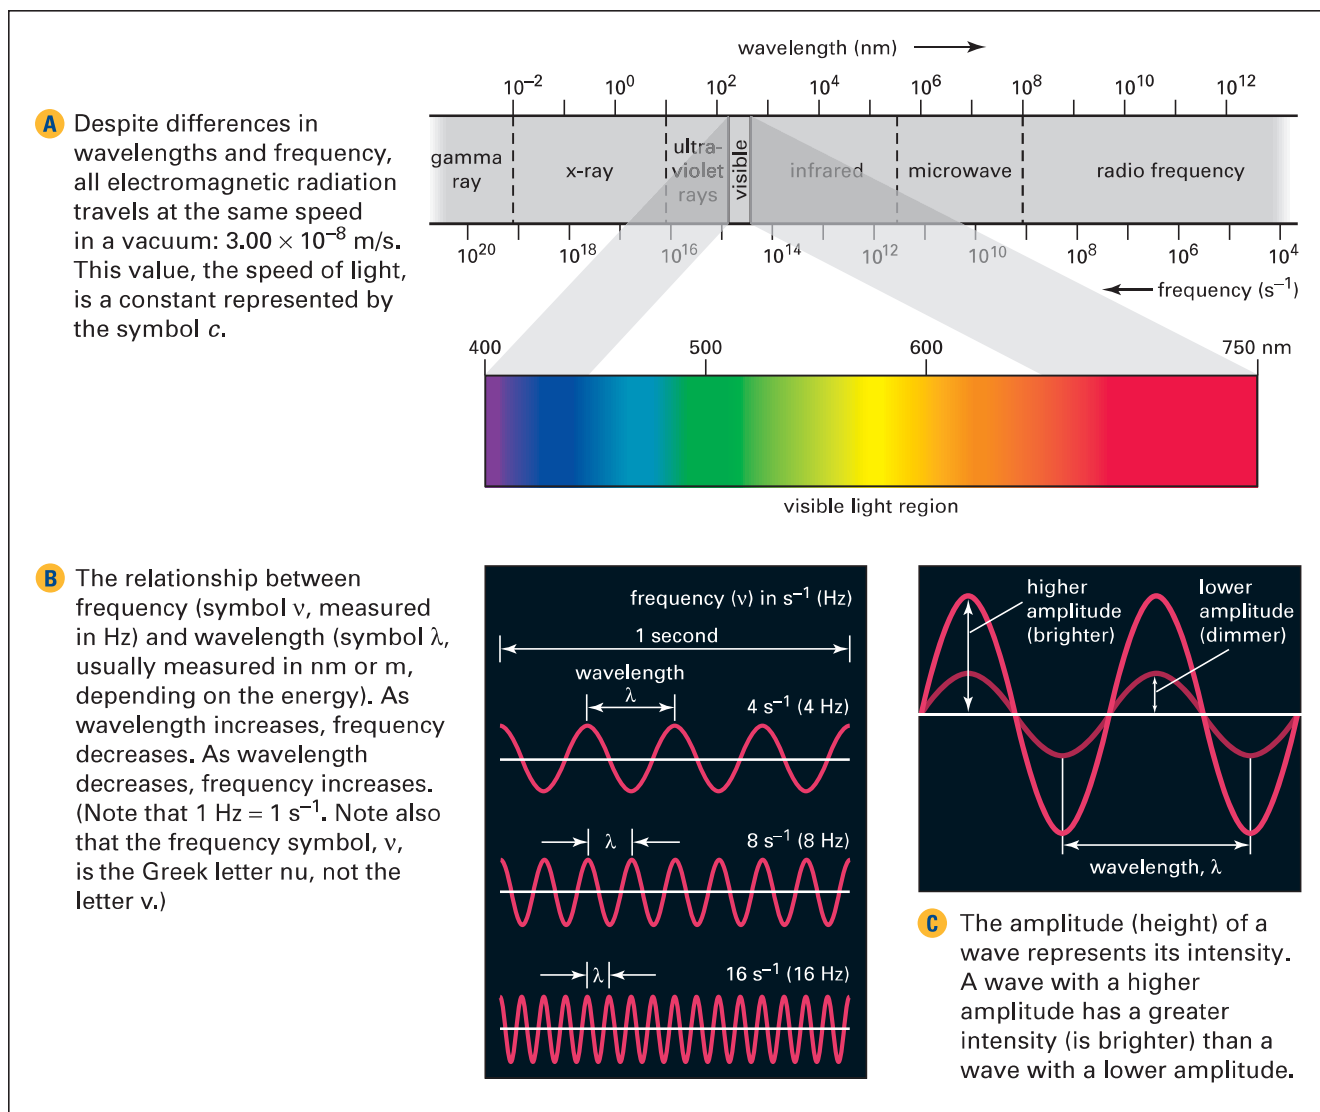 wavelength (nm)
10⁻² 10⁰ 10² 10⁴ 10⁶ 10⁸ 10¹⁰ 10¹²
A Despite differences in
wavelengths and frequency,
all electromagnetic radiation
travels at the same speed
in a vacuum: 3.00 × 10⁻⁸ m/s.
This value, the speed of light,
is a constant represented by
the symbol c.
gamma
ray
x-ray
ultra-
violet
rays
visible
infrared
microwave
radio frequency
10²⁰ 10¹⁸ 10¹⁶ 10¹⁴ 10¹² 10¹⁰ 10⁸ 10⁶ 10⁴
frequency (s⁻¹)
400 500 600 750 nm
visible light region
B The relationship between
frequency (symbol ν, measured
in Hz) and wavelength (symbol λ,
usually measured in nm or m,
depending on the energy). As
wavelength increases, frequency
decreases. As wavelength
decreases, frequency increases.
(Note that 1 Hz = 1 s⁻¹. Note also
that the frequency symbol, ν,
is the Greek letter nu, not the
letter v.)
frequency (ν) in s⁻¹ (Hz)
1 second
wavelength
λ
4 s⁻¹ (4 Hz)
λ
8 s⁻¹ (8 Hz)
λ
16 s⁻¹ (16 Hz)
higher
amplitude
(brighter)
lower
amplitude
(dimmer)
wavelength, λ
C The amplitude (height) of a
wave represents its intensity.
A wave with a higher
amplitude has a greater
intensity (is brighter) than a
wave with a lower amplitude.